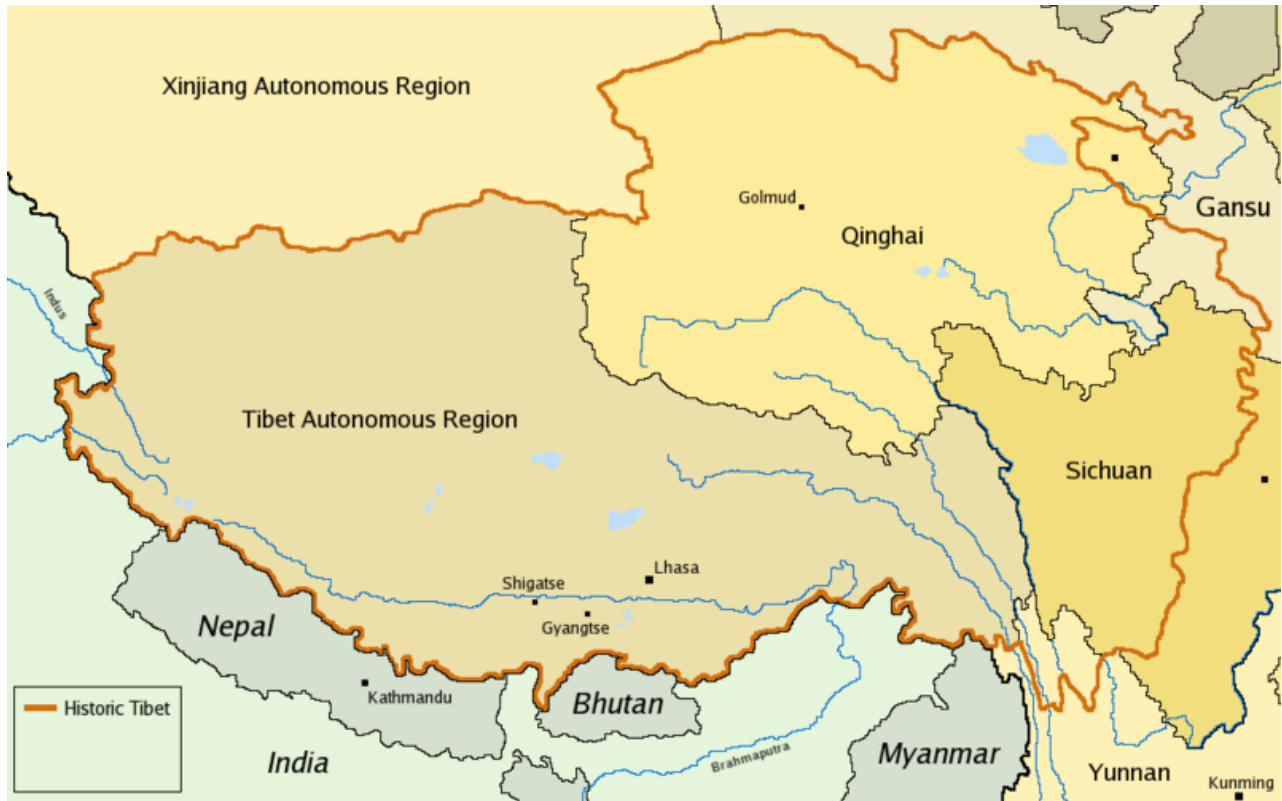 Xinjiang Autonomous Region
Golmud
Gansu
Qinghai
Indus
Tibet Autonomous Region
Sichuan
Lhasa
Shigatse
Gyangtse
Nepal
Kathmandu
Bhutan
Historic Tibet
India
Brahmaputra
Myanmar
Yunnan
Kunming